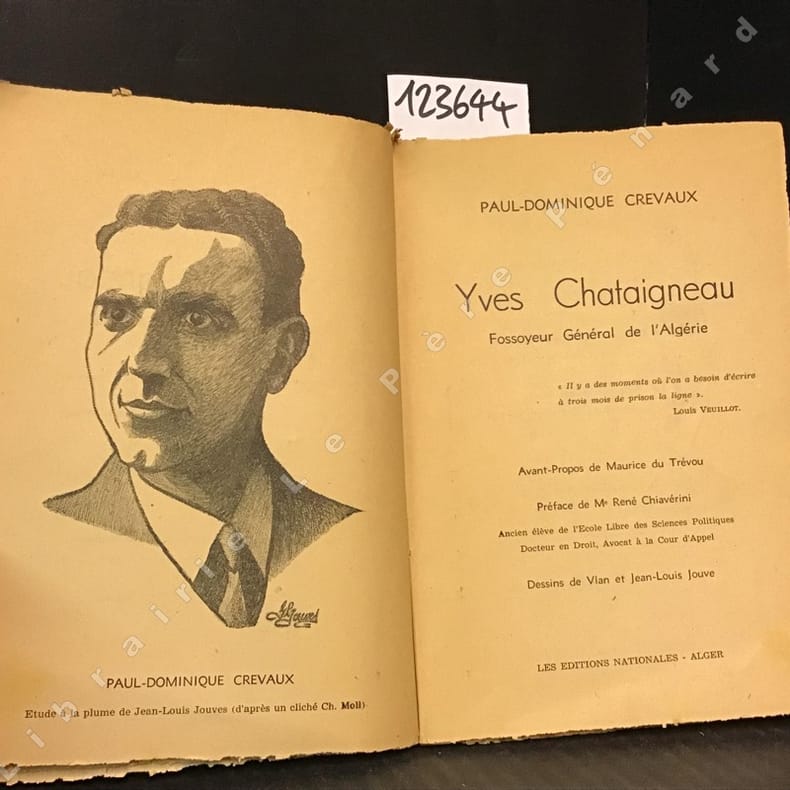 123644
PAUL-DOMINIQUE CREVAUX
Etude à la plume de Jean-Louis Jouves (d'après un cliché Ch. Moll)
PAUL-DOMINIQUE CREVAUX
Yves Chataigneau
Fossoyeur Général de l'Algérie
« Il y a des moments où l'on a besoin d'écrire
à trois mois de prison la ligne ».
Louis VEUILLOT.
Avant-Propos de Maurice du Trévou
Préface de Me René Chiavérini
Ancien élève de l'Ecole Libre des Sciences Politiques
Docteur en Droit, Avocat à la Cour d'Appel
Dessins de Vlan et Jean-Louis Jouve
LES EDITIONS NATIONALES - ALGER
Librairie Le Père Pénard